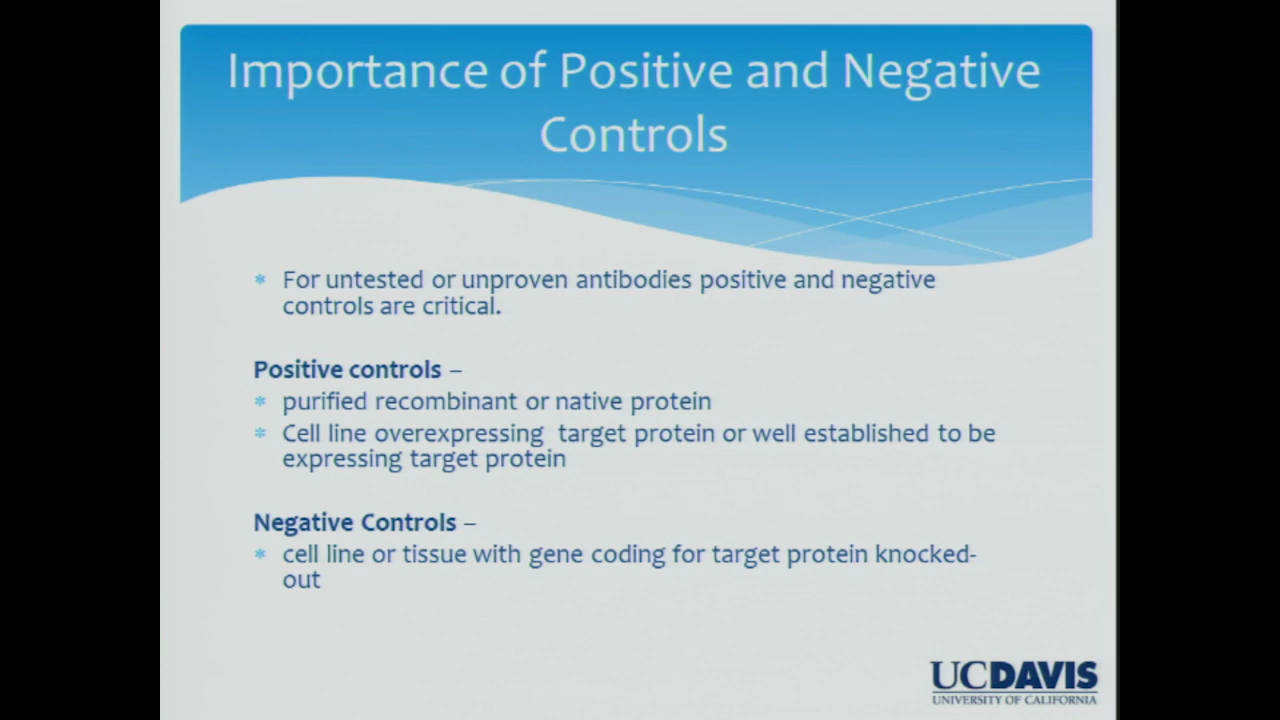 Importance of Positive and Negative
Controls
* For untested or unproven antibodies positive and negative
controls are critical.
Positive controls –
* purified recombinant or native protein
* Cell line overexpressing  target protein or well established to be
expressing target protein
Negative Controls –
* cell line or tissue with gene coding for target protein knocked-
out
UCDAVIS
UNIVERSITY OF CALIFORNIA